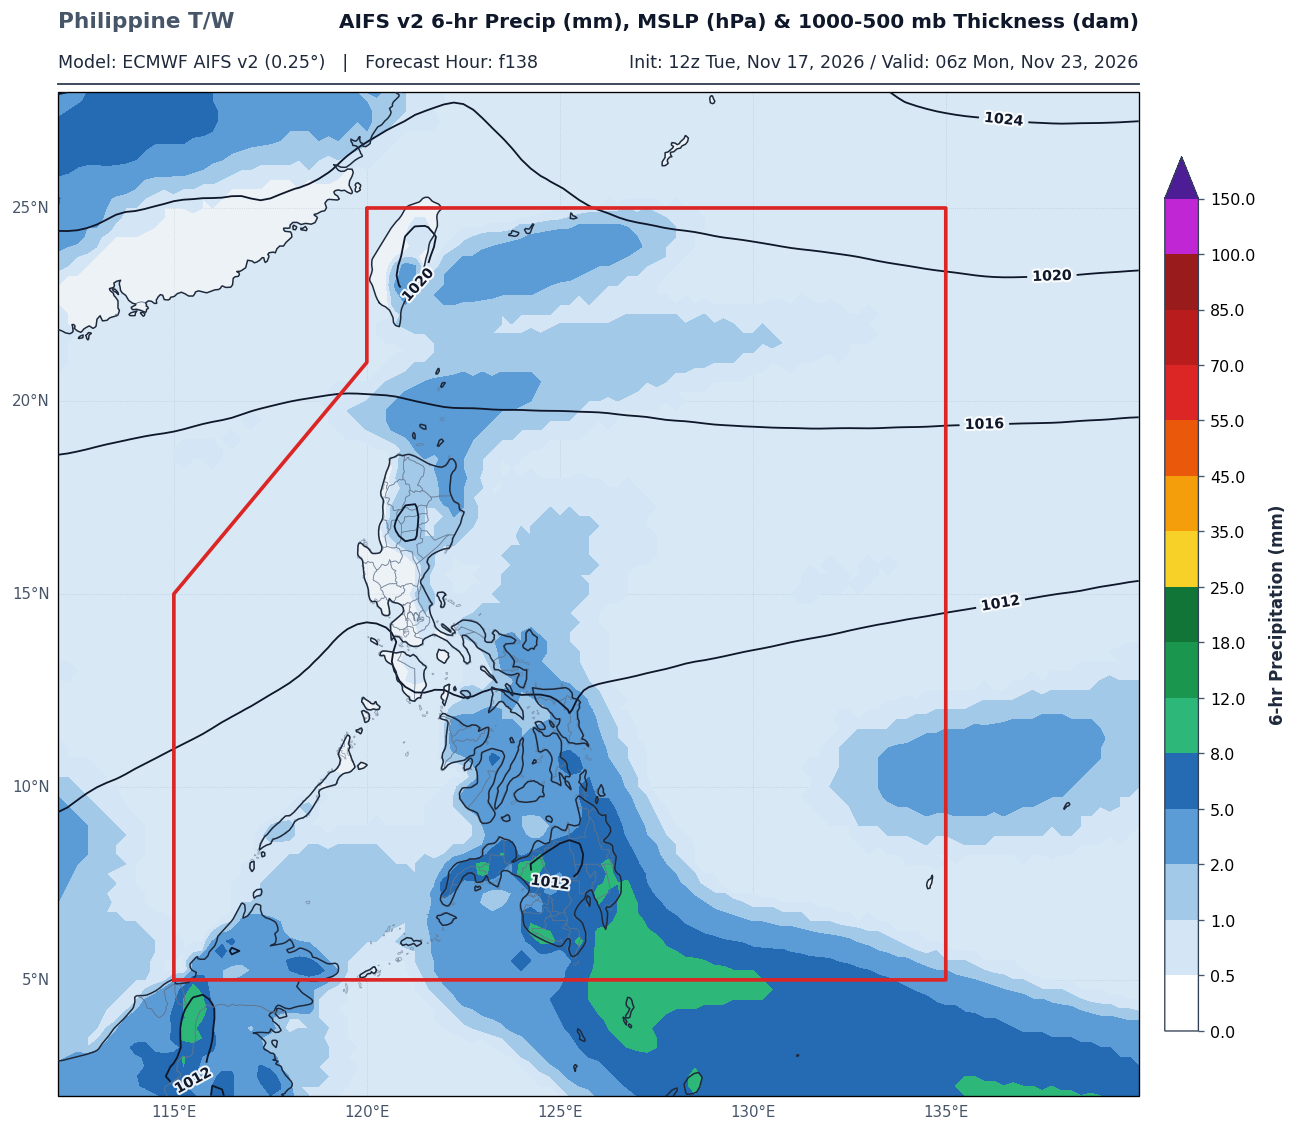 Philippine T/W
AIFS v2 6-hr Precip (mm), MSLP (hPa) & 1000-500 mb Thickness (dam)
Model: ECMWF AIFS v2 (0.25°) | Forecast Hour: f138
Init: 12z Tue, Nov 17, 2026 / Valid: 06z Mon, Nov 23, 2026
1024
25°N
1020
1020
20°N
1016
15°N
1012
10°N
1012
5°N
1012
115°E
120°E
125°E
130°E
135°E
150.0
100.0
85.0
70.0
55.0
45.0
35.0
25.0
18.0
12.0
8.0
5.0
2.0
1.0
0.5
0.0
6-hr Precipitation (mm)